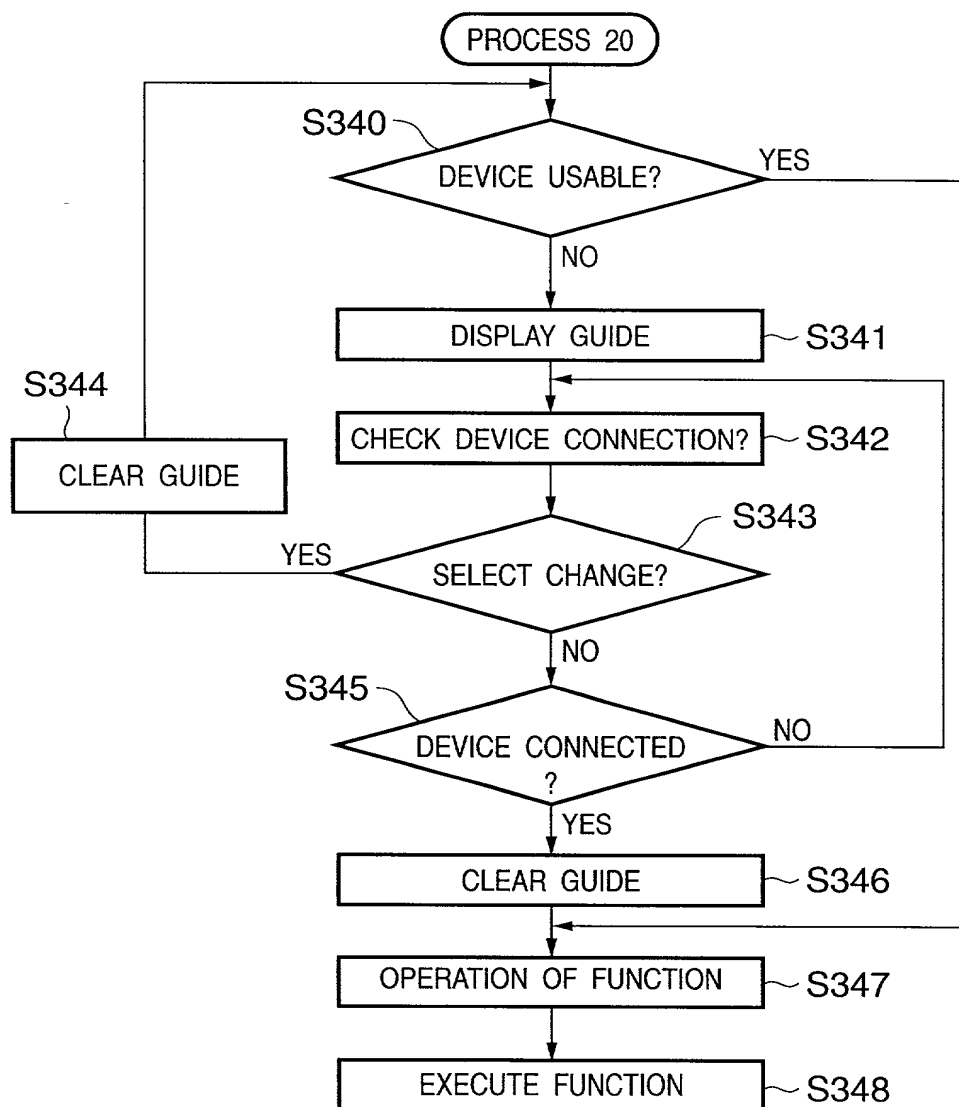 PROCESS 20
S340
DEVICE USABLE?
YES
NO
DISPLAY GUIDE
S341
S344
CLEAR GUIDE
CHECK DEVICE CONNECTION?
S342
S343
YES
SELECT CHANGE?
NO
S345
DEVICE CONNECTED
?
NO
YES
CLEAR GUIDE
S346
OPERATION OF FUNCTION
S347
EXECUTE FUNCTION
S348